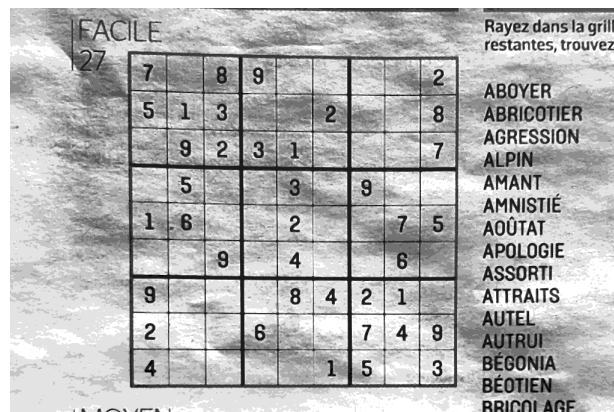 FACILE
27
7 8 9 2
5 1 3 2 8
9 2 3 1 7
5 3 9
1 6 2 7 5
9 4 6
9 8 4 2 1
2 6 7 4 9
4 1 5 3
Rayez dans la grill
restantes, trouvez
ABOYER
ABRICOTIER
AGRESSION
ALPIN
AMANT
AMNISTIÉ
AOÛTAT
APOLOGIE
ASSORTI
ATTRAITS
AUTEL
AUTRUI
BÉGONIA
BÉOTIEN
BRICOLAGE
MOYEN